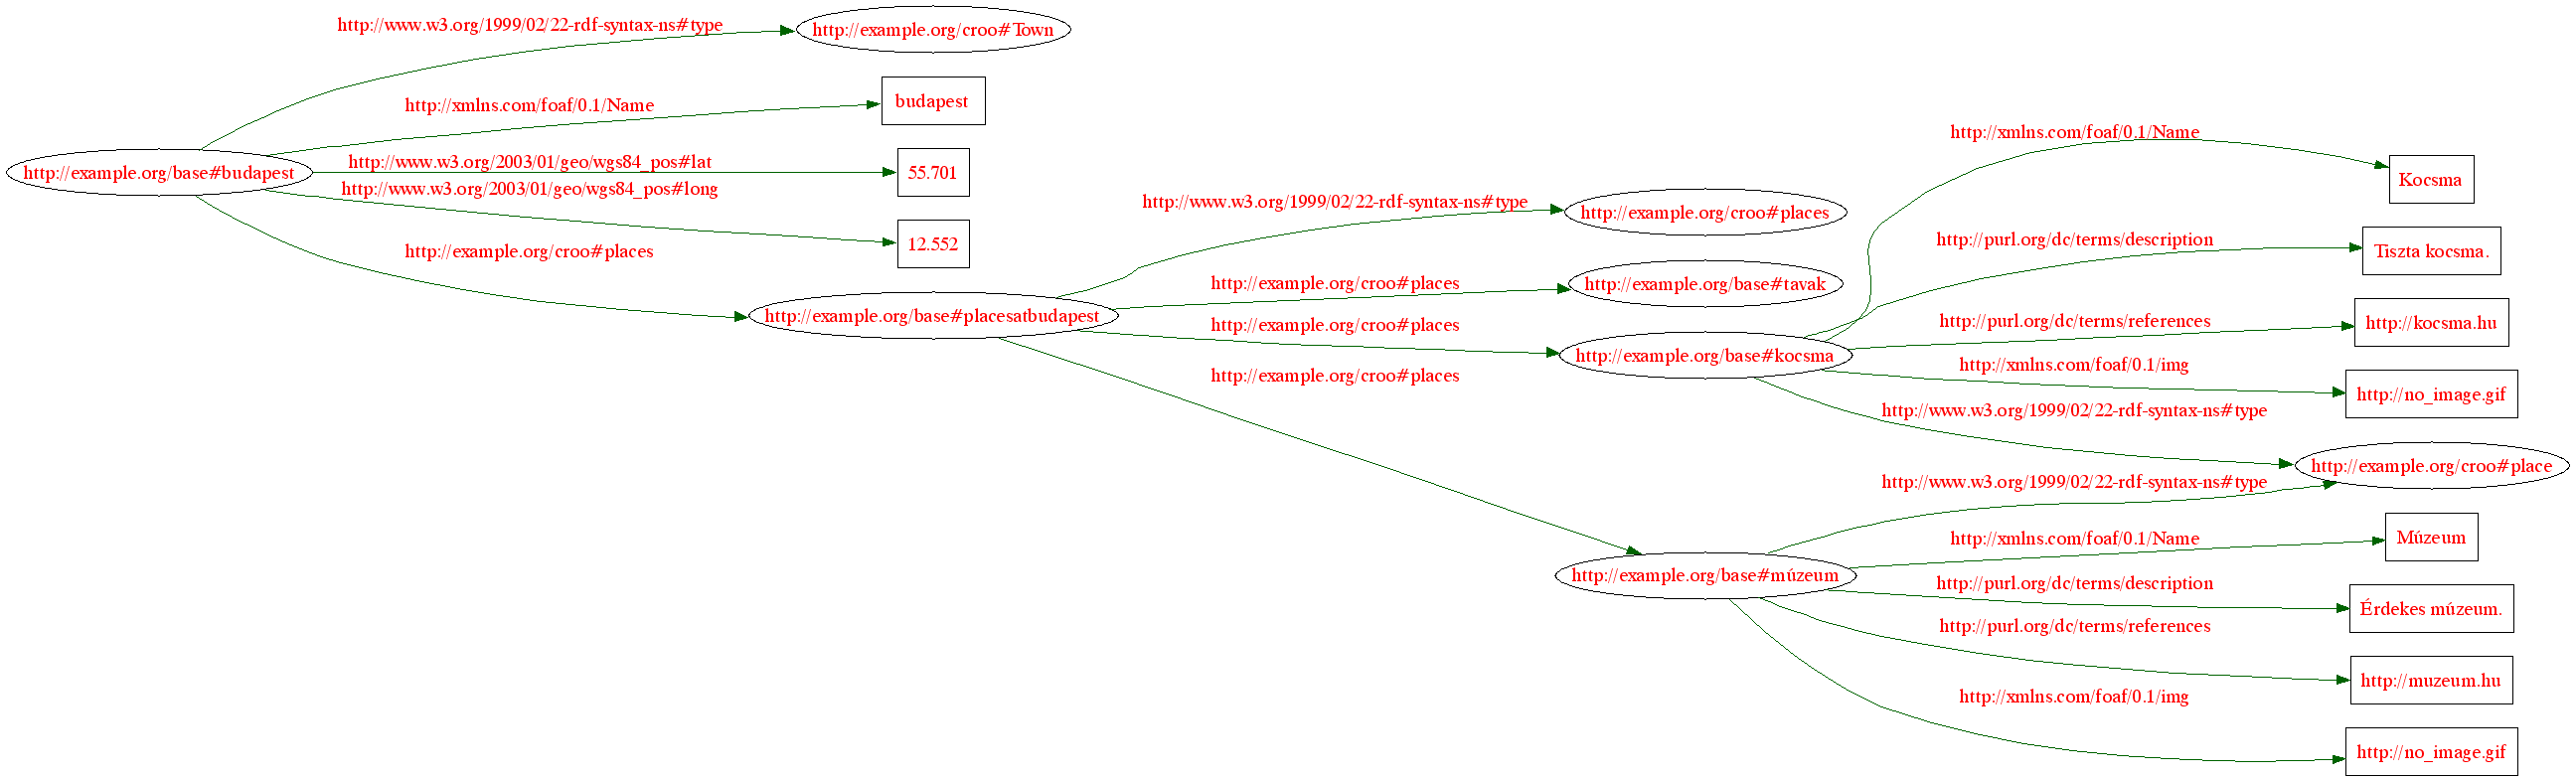 http://www.w3.org/1999/02/22-rdf-syntax-ns#type
http://example.org/croo#Town
http://xmlns.com/foaf/0.1/Name
budapest
http://example.org/base#budapest
http://www.w3.org/2003/01/geo/wgs84_pos#lat
55.701
http://www.w3.org/2003/01/geo/wgs84_pos#long
12.552
http://example.org/croo#places
http://example.org/base#placesatbudapest
http://www.w3.org/1999/02/22-rdf-syntax-ns#type
http://example.org/croo#places
http://example.org/croo#places
http://example.org/base#tavak
http://example.org/croo#places
http://example.org/base#kocsma
http://example.org/croo#places
http://xmlns.com/foaf/0.1/Name
Kocsma
http://purl.org/dc/terms/description
Tiszta kocsma.
http://purl.org/dc/terms/references
http://kocsma.hu
http://xmlns.com/foaf/0.1/img
http://no_image.gif
http://www.w3.org/1999/02/22-rdf-syntax-ns#type
http://example.org/croo#place
http://www.w3.org/1999/02/22-rdf-syntax-ns#type
http://example.org/base#múzeum
http://xmlns.com/foaf/0.1/Name
Múzeum
http://purl.org/dc/terms/description
Érdekes múzeum.
http://purl.org/dc/terms/references
http://muzeum.hu
http://xmlns.com/foaf/0.1/img
http://no_image.gif